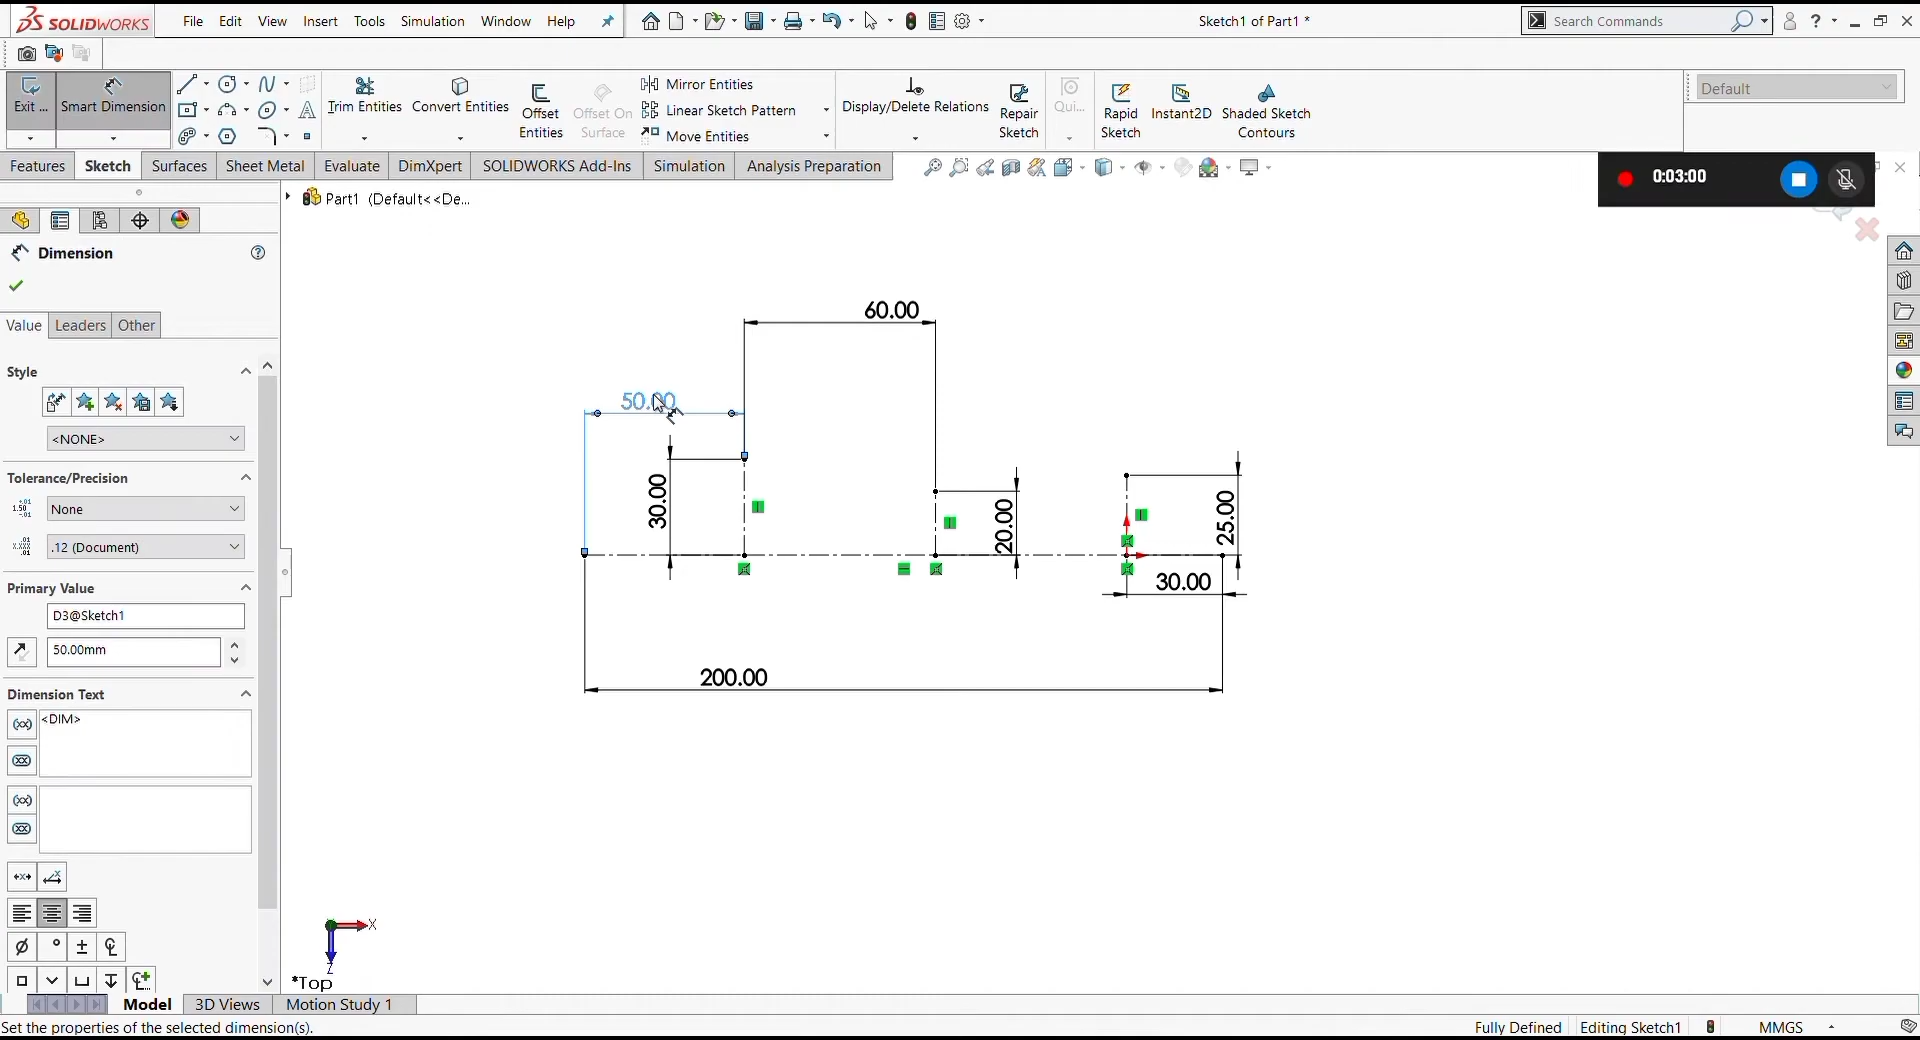 SOLIDWORKS File Edit View Insert Tools Simulation Window Help Sketch1 of Part1 * Search Commands
Exit ... Smart Dimension Trim Entities Convert Entities Offset Entities Offset On Surface Mirror Entities Linear Sketch Pattern Move Entities Display/Delete Relations Repair Sketch Qui... Rapid Sketch Instant2D Shaded Sketch Contours Default
Features Sketch Surfaces Sheet Metal Evaluate DimXpert SOLIDWORKS Add-Ins Simulation Analysis Preparation
0:03:00
Part1 (Default<<De...
Dimension
Value Leaders Other
Style
<NONE>
Tolerance/Precision
None
.12 (Document)
Primary Value
D3@Sketch1
50.00mm
Dimension Text
<DIM>
60.00
50.00
30.00
20.00
25.00
30.00
200.00
X
Z
*Top
Model 3D Views Motion Study 1
Set the properties of the selected dimension(s). Fully Defined Editing Sketch1 MMGS